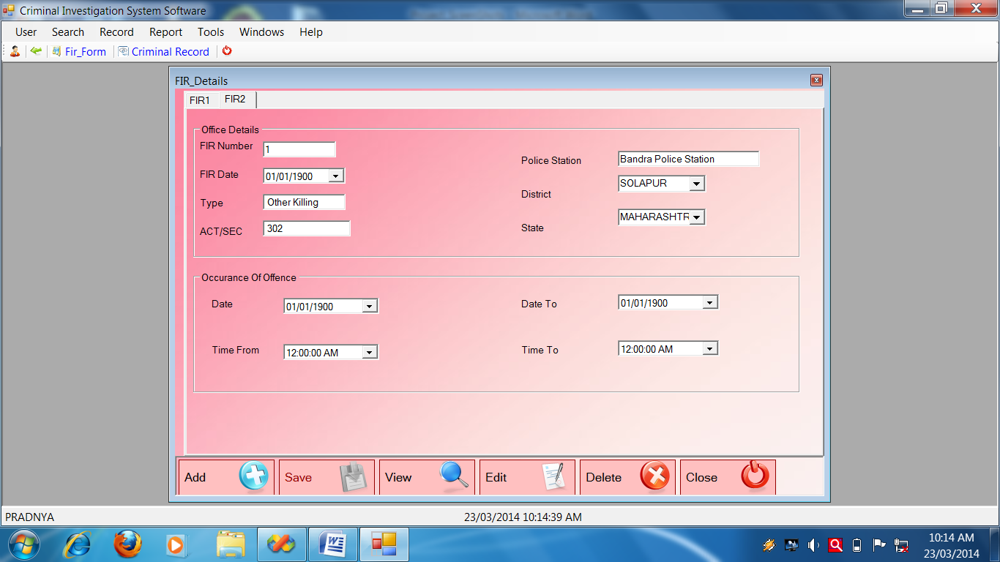 Criminal Investigation System Software
User Search Record Report Tools Windows Help
Fir_Form Criminal Record
FIR_Details
FIR1 FIR2
Office Details
FIR Number 1
Police Station Bandra Police Station
FIR Date 01/01/1900
District SOLAPUR
Type Other Killing
State MAHARASHTR
ACT/SEC 302
Occurance Of Offence
Date 01/01/1900 Date To 01/01/1900
Time From 12:00:00 AM Time To 12:00:00 AM
Add Save View Edit Delete Close
PRADNYA 23/03/2014 10:14:39 AM
10:14 AM
23/03/2014